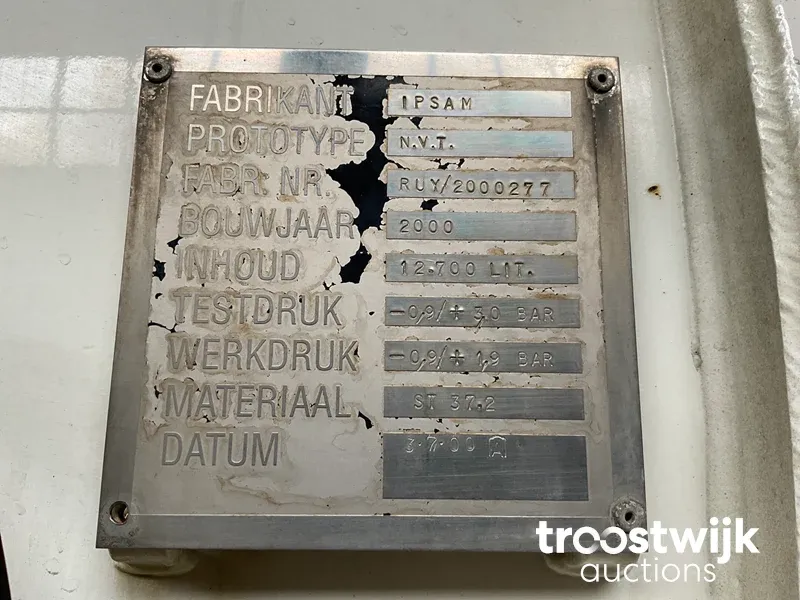 FABRIKANT IPSAM
PROTOTYPE N.V.T.
FABR. NR. RUY/2000277
BOUWJAAR 2000
INHOUD 12.700 LIT.
TESTDRUK -0,9/+ 3,0 BAR
WERKDRUK -0,9/+ 1,9 BAR
MATERIAAL ST 37.2
DATUM 3.7.00
troostwijk
auctions